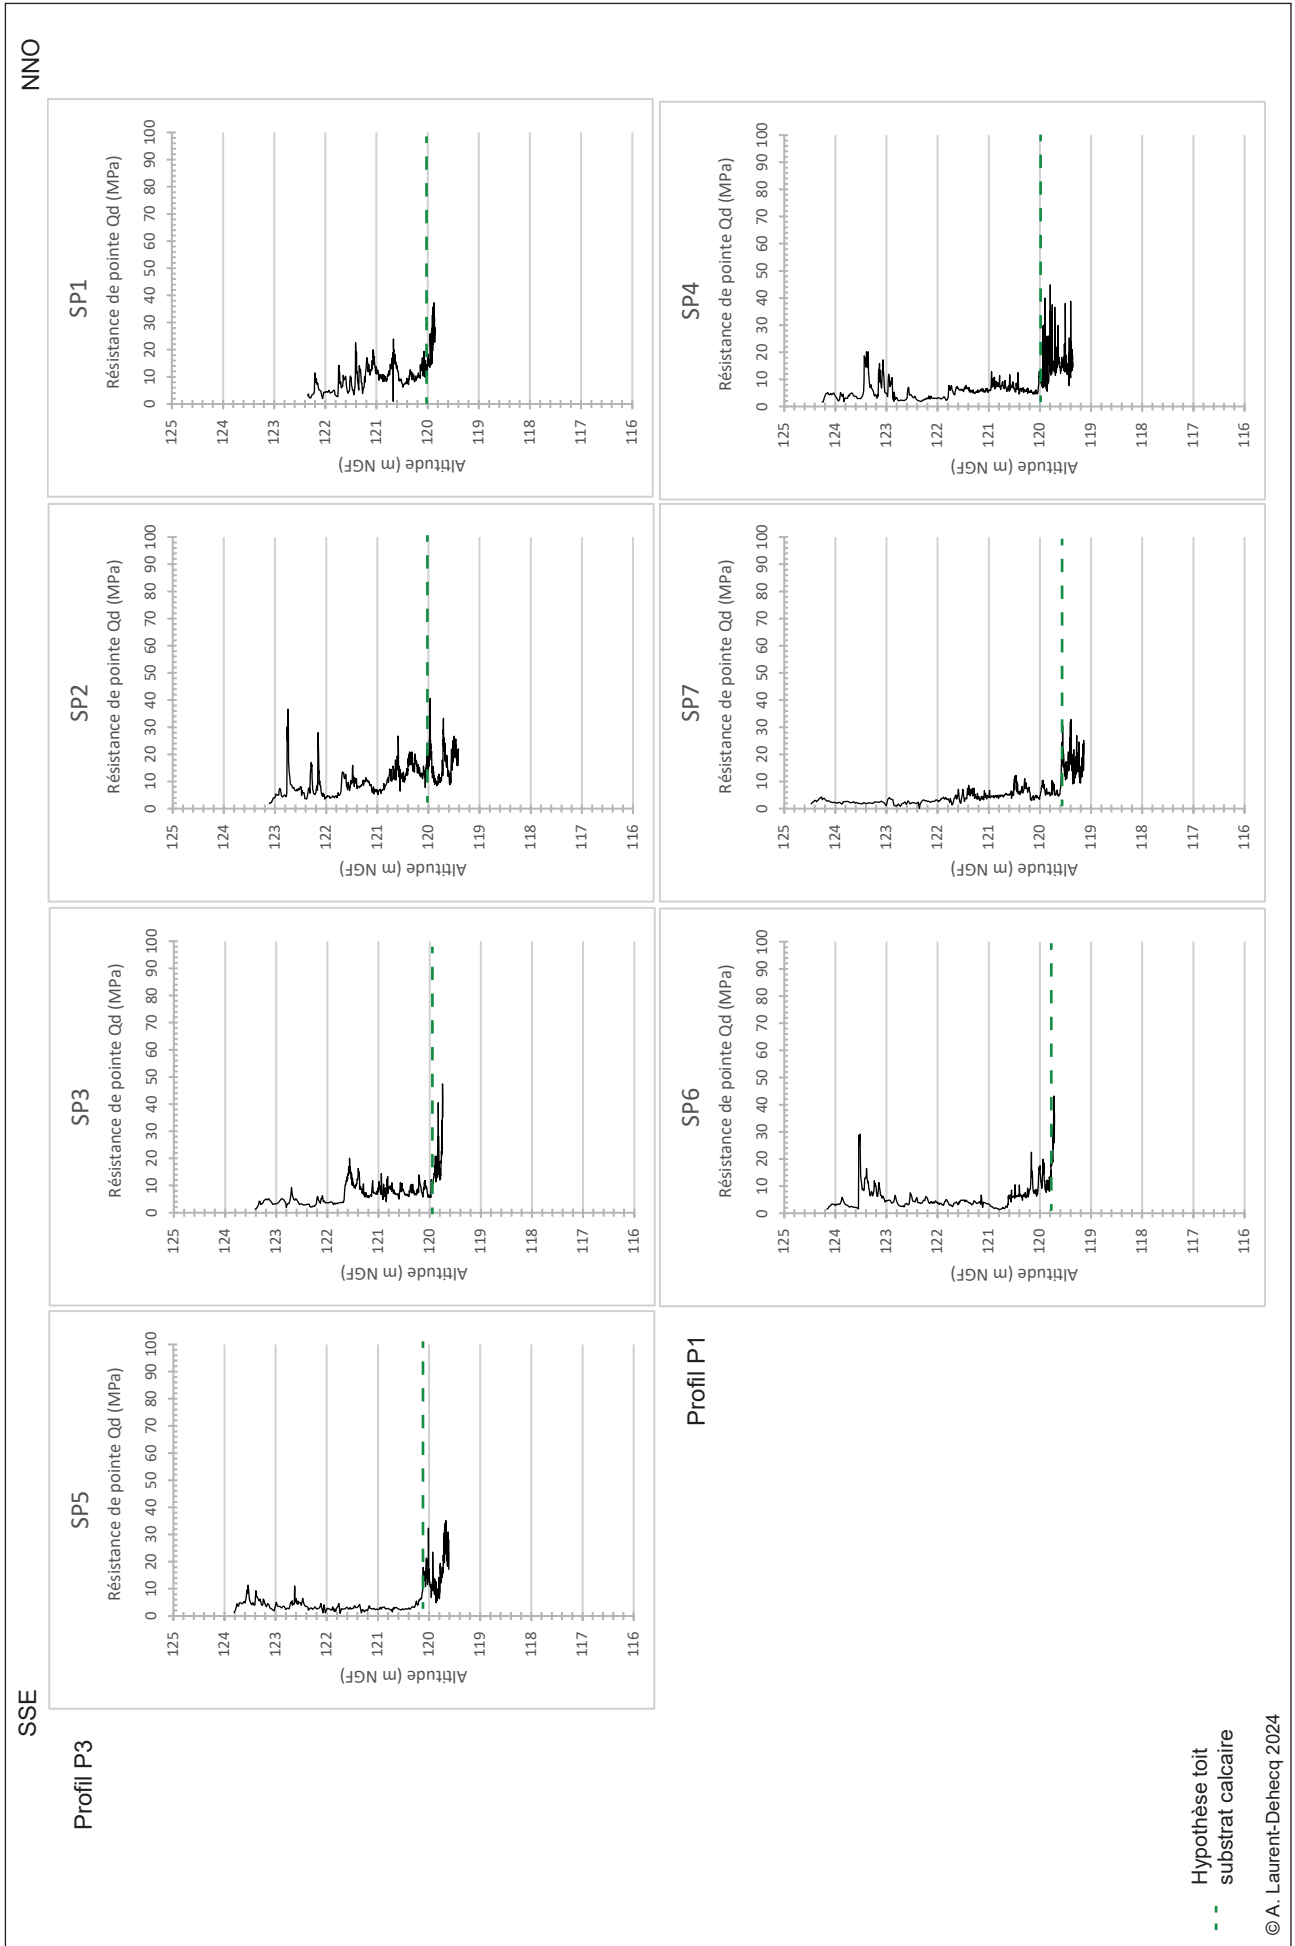 SSE
NNO
Profil P3
SP5
Résistance de pointe Qd (MPa)
0 10 20 30 40 50 60 70 80 90 100
Altitude (m NGF)
125
124
123
122
121
120
119
118
117
116
SP3
Résistance de pointe Qd (MPa)
0 10 20 30 40 50 60 70 80 90 100
Altitude (m NGF)
125
124
123
122
121
120
119
118
117
116
SP2
Résistance de pointe Qd (MPa)
0 10 20 30 40 50 60 70 80 90 100
Altitude (m NGF)
125
124
123
122
121
120
119
118
117
116
SP1
Résistance de pointe Qd (MPa)
0 10 20 30 40 50 60 70 80 90 100
Altitude (m NGF)
125
124
123
122
121
120
119
118
117
116
Profil P1
SP6
Résistance de pointe Qd (MPa)
0 10 20 30 40 50 60 70 80 90 100
Altitude (m NGF)
125
124
123
122
121
120
119
118
117
116
SP7
Résistance de pointe Qd (MPa)
0 10 20 30 40 50 60 70 80 90 100
Altitude (m NGF)
125
124
123
122
121
120
119
118
117
116
SP4
Résistance de pointe Qd (MPa)
0 10 20 30 40 50 60 70 80 90 100
Altitude (m NGF)
125
124
123
122
121
120
119
118
117
116
Hypothèse toit
substrat calcaire
© A. Laurent-Dehecq 2024